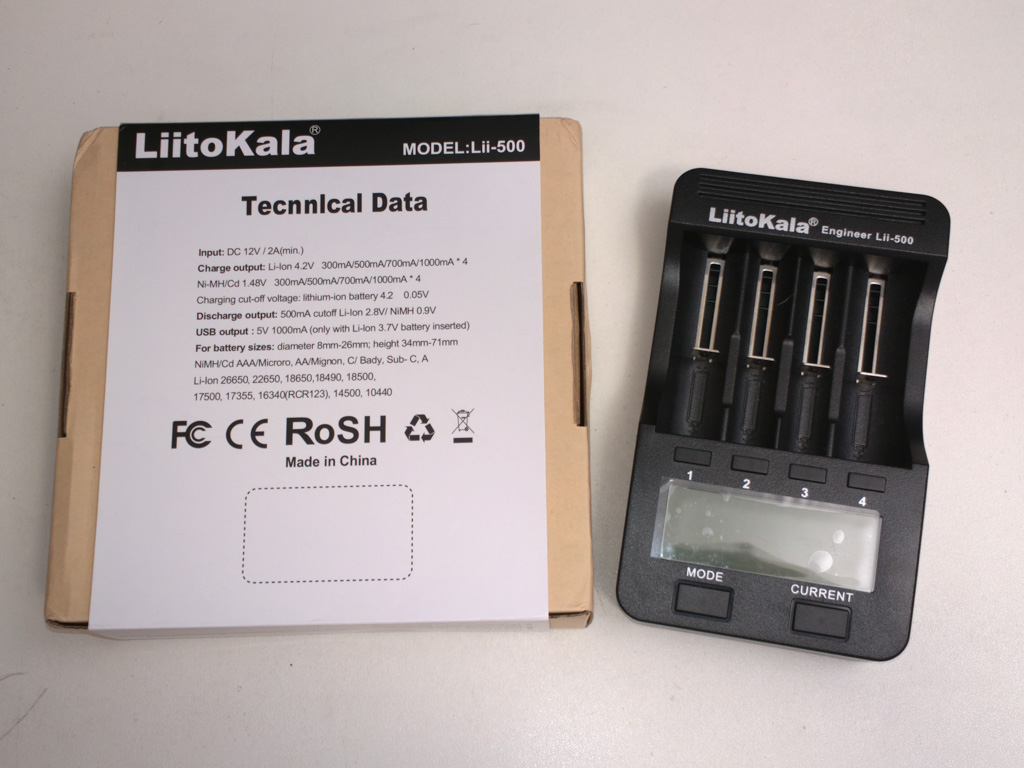 LiitoKala®
MODEL:Lii-500
Tecnnlcal Data
Input: DC 12V / 2A(min.)
Charge output: Li-Ion 4.2V 300mA/500mA/700mA/1000mA * 4
Ni-MH/Cd 1.48V 300mA/500mA/700mA/1000mA * 4
Charging cut-off voltage: lithium-ion battery 4.2 0.05V
Discharge output: 500mA cutoff Li-Ion 2.8V/ NiMH 0.9V
USB output : 5V 1000mA (only with Li-Ion 3.7V battery inserted)
For battery sizes: diameter 8mm-26mm; height 34mm-71mm
NiMH/Cd AAA/Microro, AA/Mignon, C/ Bady, Sub- C, A
Li-Ion 26650, 22650, 18650,18490, 18500,
17500, 17355, 16340(RCR123), 14500, 10440
FC CE RoSH
Made in China
LiitoKala® Engineer Lii-500
1 2 3 4
MODE
CURRENT